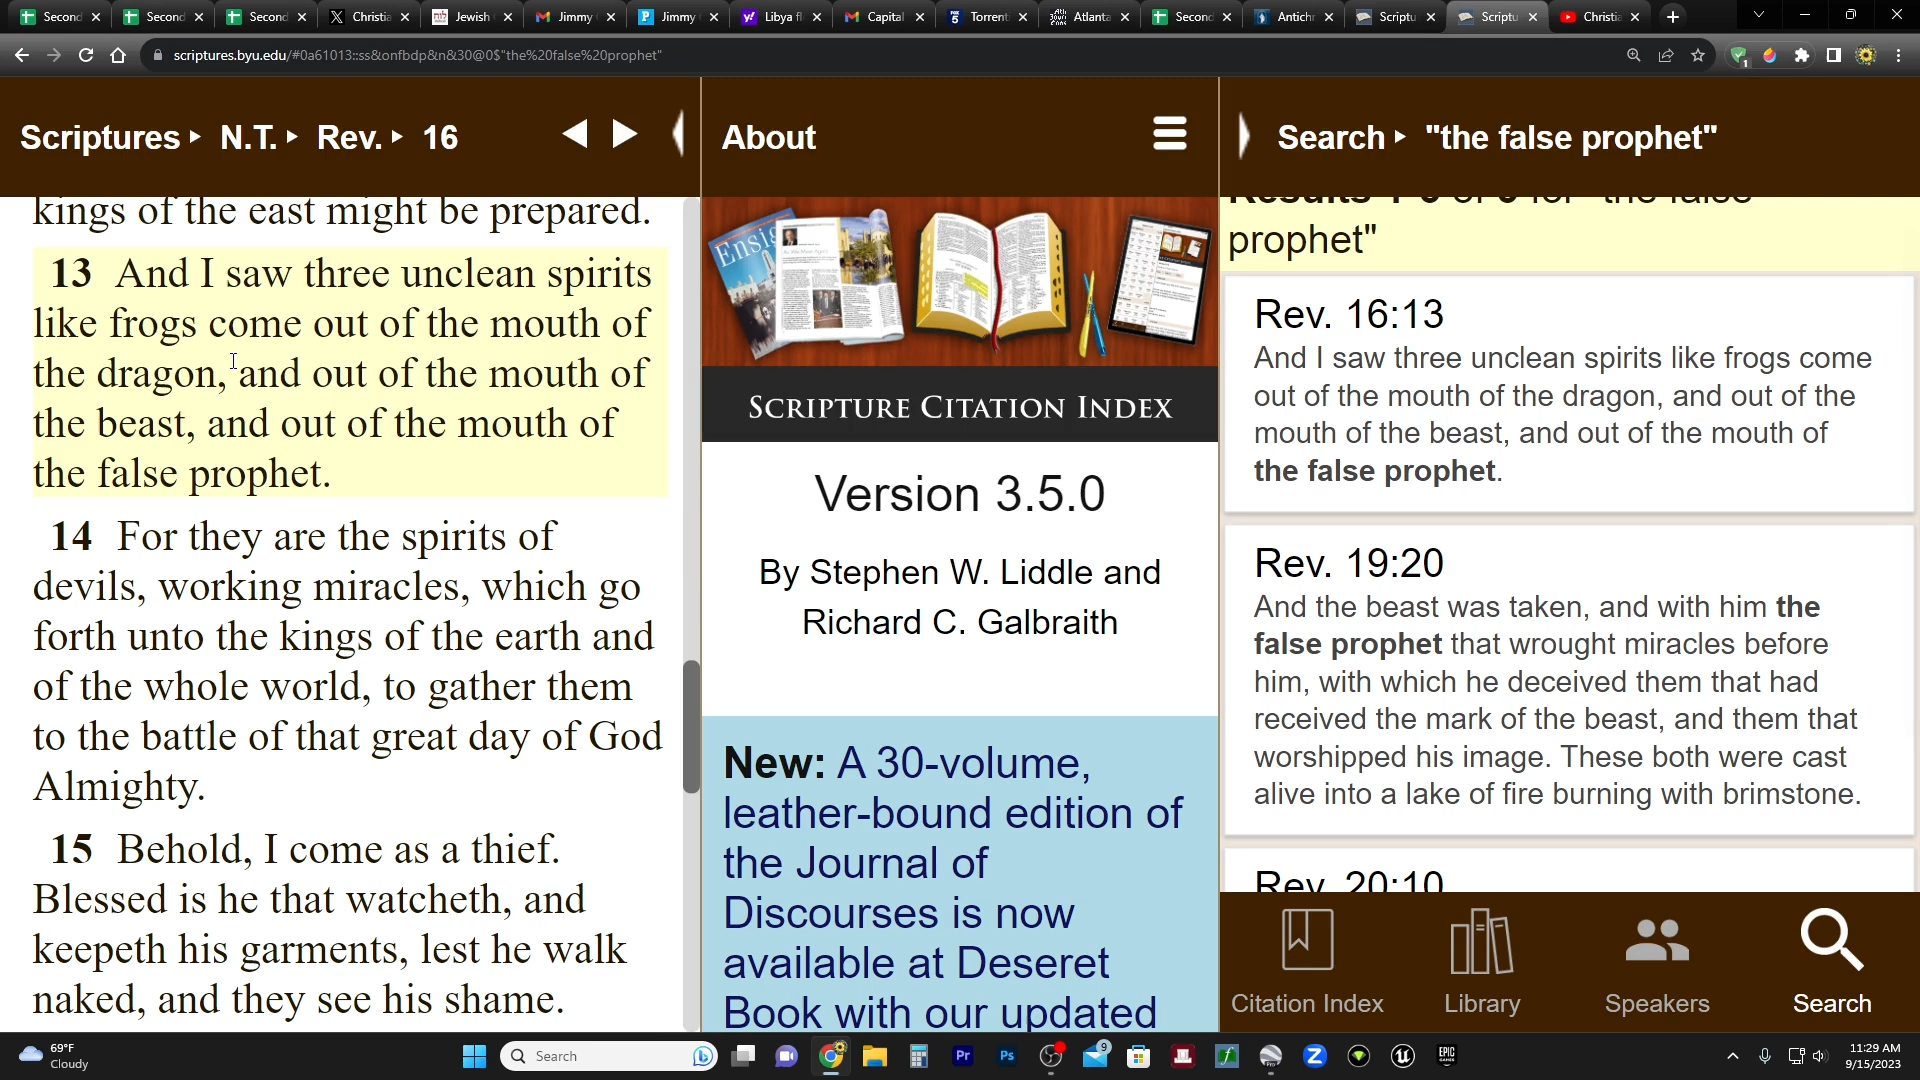 Second
Second
Second
Christia
Jewish
Jimmy
Jimmy
Libya fl
Capital
Torrent
Atlanta
Second
Antichr
Scriptu
Scriptu
Christia
scriptures.byu.edu/#0a61013::ss&onfbdp&n&30@0$"the%20false%20prophet"
1
Scriptures N.T. Rev. 16
kings of the east might be prepared.
13 And I saw three unclean spirits
like frogs come out of the mouth of
the dragon, and out of the mouth of
the beast, and out of the mouth of
the false prophet.
14 For they are the spirits of
devils, working miracles, which go
forth unto the kings of the earth and
of the whole world, to gather them
to the battle of that great day of God
Almighty.
15 Behold, I come as a thief.
Blessed is he that watcheth, and
keepeth his garments, lest he walk
naked, and they see his shame.
About
Ensign
SCRIPTURE CITATION INDEX
Version 3.5.0
By Stephen W. Liddle and
Richard C. Galbraith
New: A 30-volume,
leather-bound edition of
the Journal of
Discourses is now
available at Deseret
Book with our updated
Search "the false prophet"
prophet"
Rev. 16:13
And I saw three unclean spirits like frogs come
out of the mouth of the dragon, and out of the
mouth of the beast, and out of the mouth of
the false prophet.
Rev. 19:20
And the beast was taken, and with him the
false prophet that wrought miracles before
him, with which he deceived them that had
received the mark of the beast, and them that
worshipped his image. These both were cast
alive into a lake of fire burning with brimstone.
Rev. 20:10
Citation Index
Library
Speakers
Search
69°F
Cloudy
Search
Pr
Ps
9
EPIC
GAMES
11:29 AM
9/15/2023